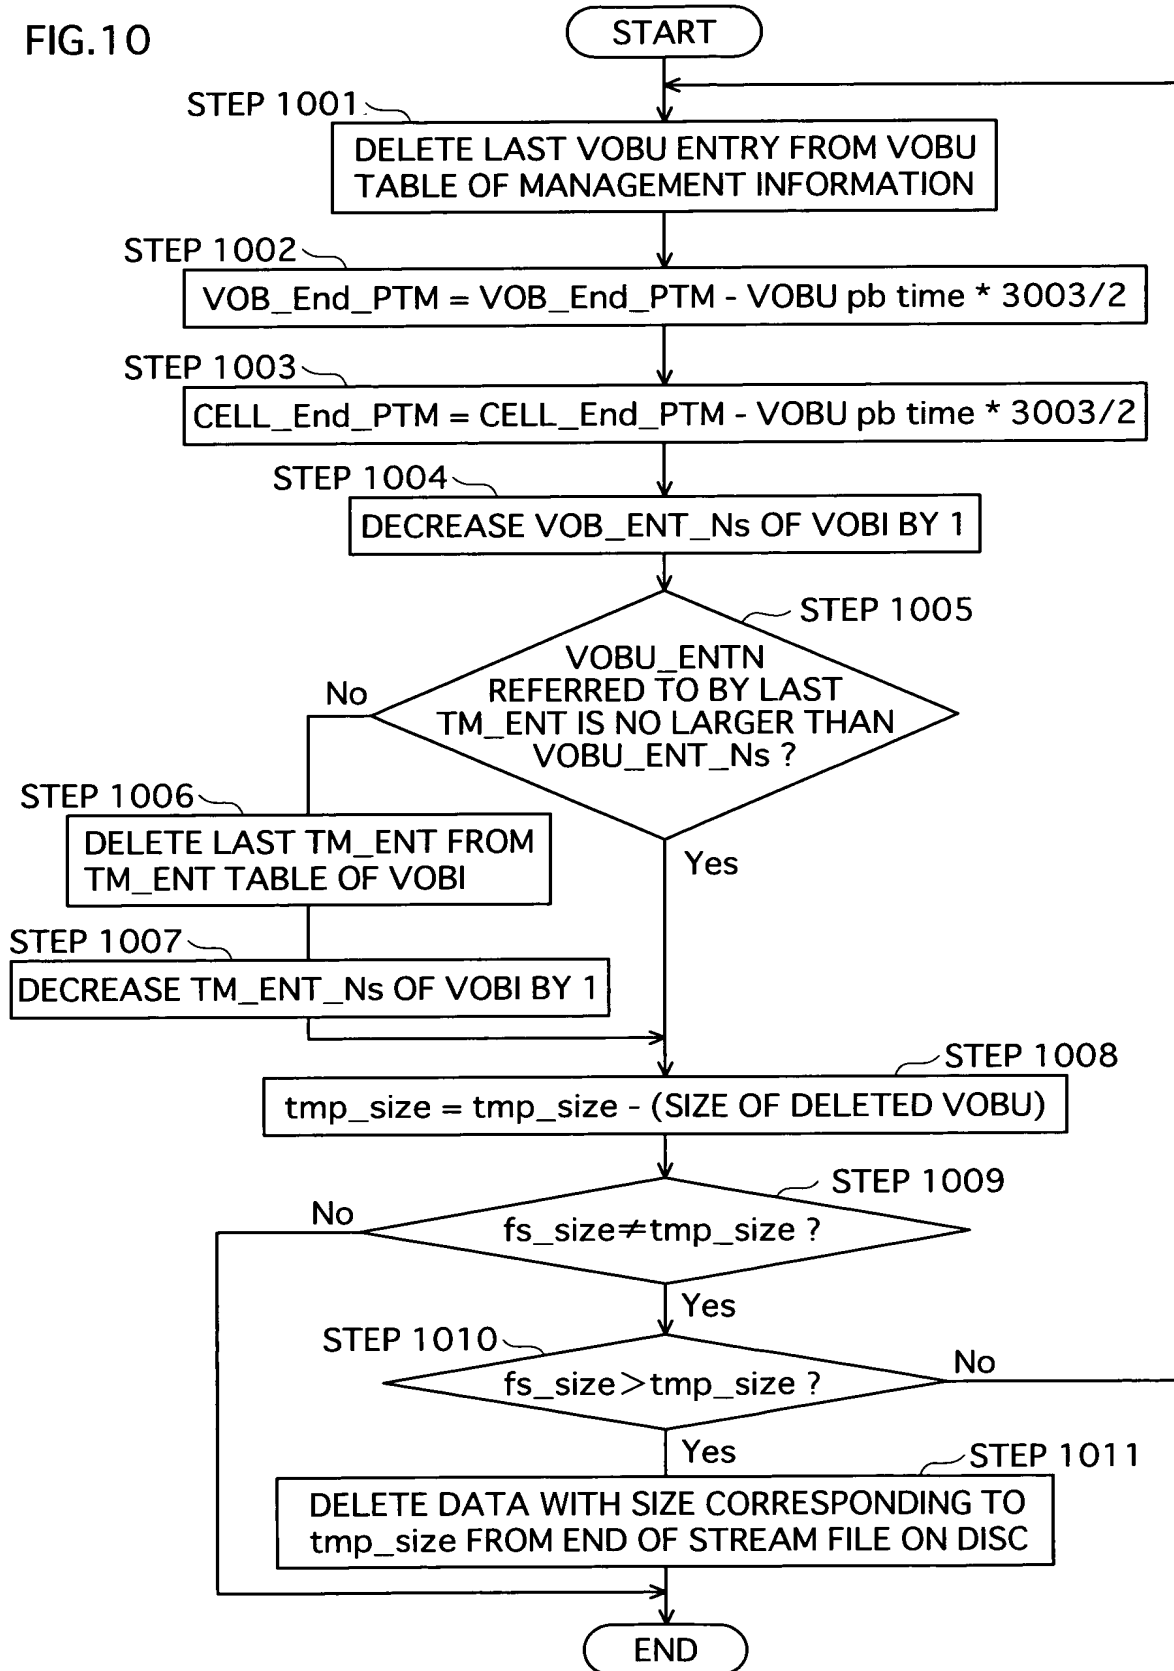 FIG.10
START
STEP 1001
DELETE LAST VOBU ENTRY FROM VOBU
TABLE OF MANAGEMENT INFORMATION
STEP 1002
VOB_End_PTM = VOB_End_PTM - VOBU pb time * 3003/2
STEP 1003
CELL_End_PTM = CELL_End_PTM - VOBU pb time * 3003/2
STEP 1004
DECREASE VOB_ENT_Ns OF VOBI BY 1
STEP 1005
VOBU_ENTN
REFERRED TO BY LAST
TM_ENT IS NO LARGER THAN
VOBU_ENT_Ns ?
No
Yes
STEP 1006
DELETE LAST TM_ENT FROM
TM_ENT TABLE OF VOBI
STEP 1007
DECREASE TM_ENT_Ns OF VOBI BY 1
STEP 1008
tmp_size = tmp_size - (SIZE OF DELETED VOBU)
STEP 1009
No
fs_size≠tmp_size ?
Yes
STEP 1010
fs_size>tmp_size ?
No
Yes
STEP 1011
DELETE DATA WITH SIZE CORRESPONDING TO
tmp_size FROM END OF STREAM FILE ON DISC
END